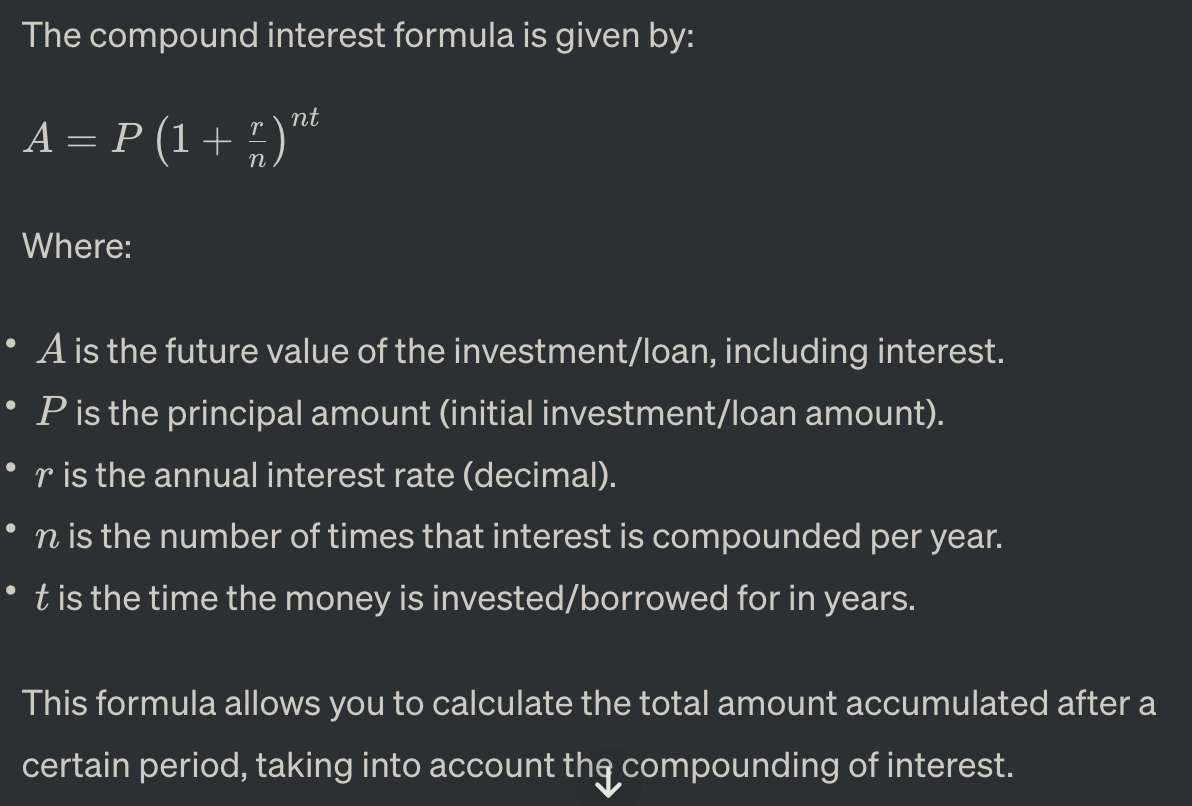 The compound interest formula is given by:
A = P (1 + r/n)^nt
Where:
• A is the future value of the investment/loan, including interest.
• P is the principal amount (initial investment/loan amount).
• r is the annual interest rate (decimal).
• n is the number of times that interest is compounded per year.
• t is the time the money is invested/borrowed for in years.
This formula allows you to calculate the total amount accumulated after a
certain period, taking into account the compounding of interest.